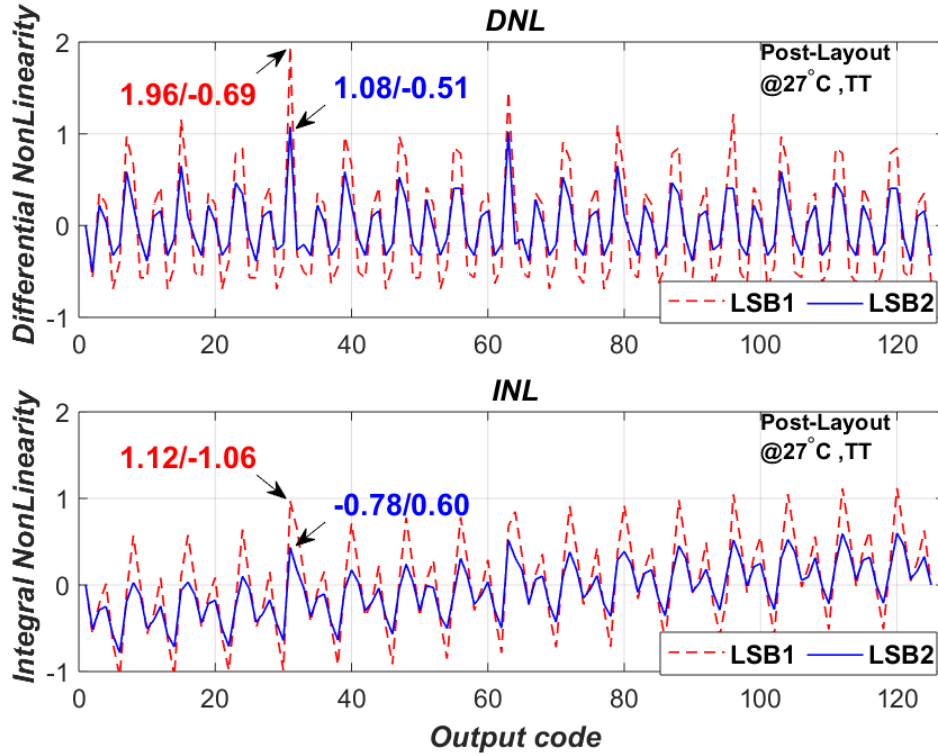 DNL
Differential NonLinearity
2
1
0
-1
1.96/-0.69
1.08/-0.51
Post-Layout
@27°C ,TT
LSB1
LSB2
0
20
40
60
80
100
120
INL
Integral NonLinearity
2
1
0
-1
1.12/-1.06
-0.78/0.60
Post-Layout
@27°C ,TT
LSB1
LSB2
0
20
40
60
80
100
120
Output code